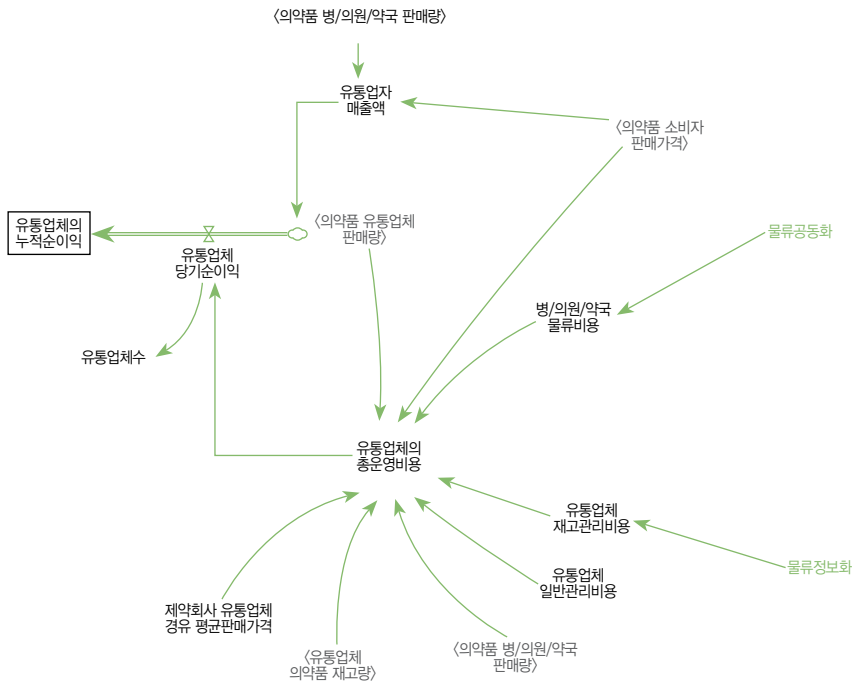 〈의약품 병/의원/약국 판매량〉
유통업자
매출액
〈의약품 소비자
판매가격〉
유통업체의
누적순이익
〈의약품 유통업체
판매량〉
물류공동화
유통업체
당기순이익
병/의원/약국
물류비용
유통업체수
유통업체의
총운영비용
유통업체
재고관리비용
물류정보화
유통업체
일반관리비용
제약회사 유통업체
경유 평균판매가격
〈유통업체
의약품 재고량〉
〈의약품 병/의원/약국
판매량〉